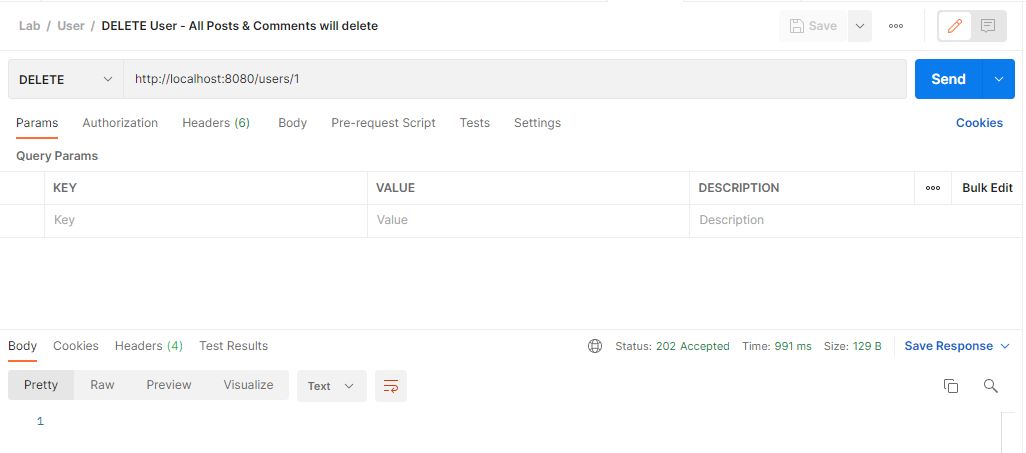 Lab / User / DELETE User - All Posts & Comments will delete
Save
DELETE
http://localhost:8080/users/1
Send
Params Authorization Headers (6) Body Pre-request Script Tests Settings Cookies
Query Params
KEY VALUE DESCRIPTION Bulk Edit
Key Value Description
Body Cookies Headers (4) Test Results Status: 202 Accepted Time: 991 ms Size: 129 B Save Response
Pretty Raw Preview Visualize Text
1